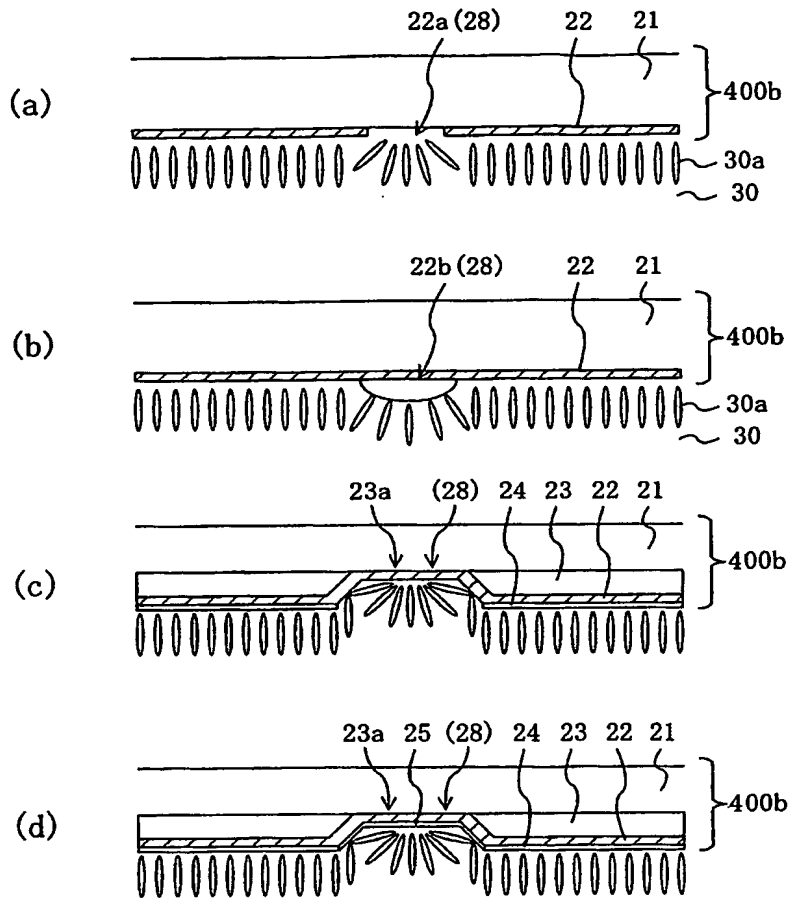 22a(28) 22 21
(a) 400b
30a
30
22b(28) 22 21
(b) 400b
30a
30
23a (28) 24 23 22 21
(c) 400b
23a 25 (28) 24 23 22 21
(d) 400b